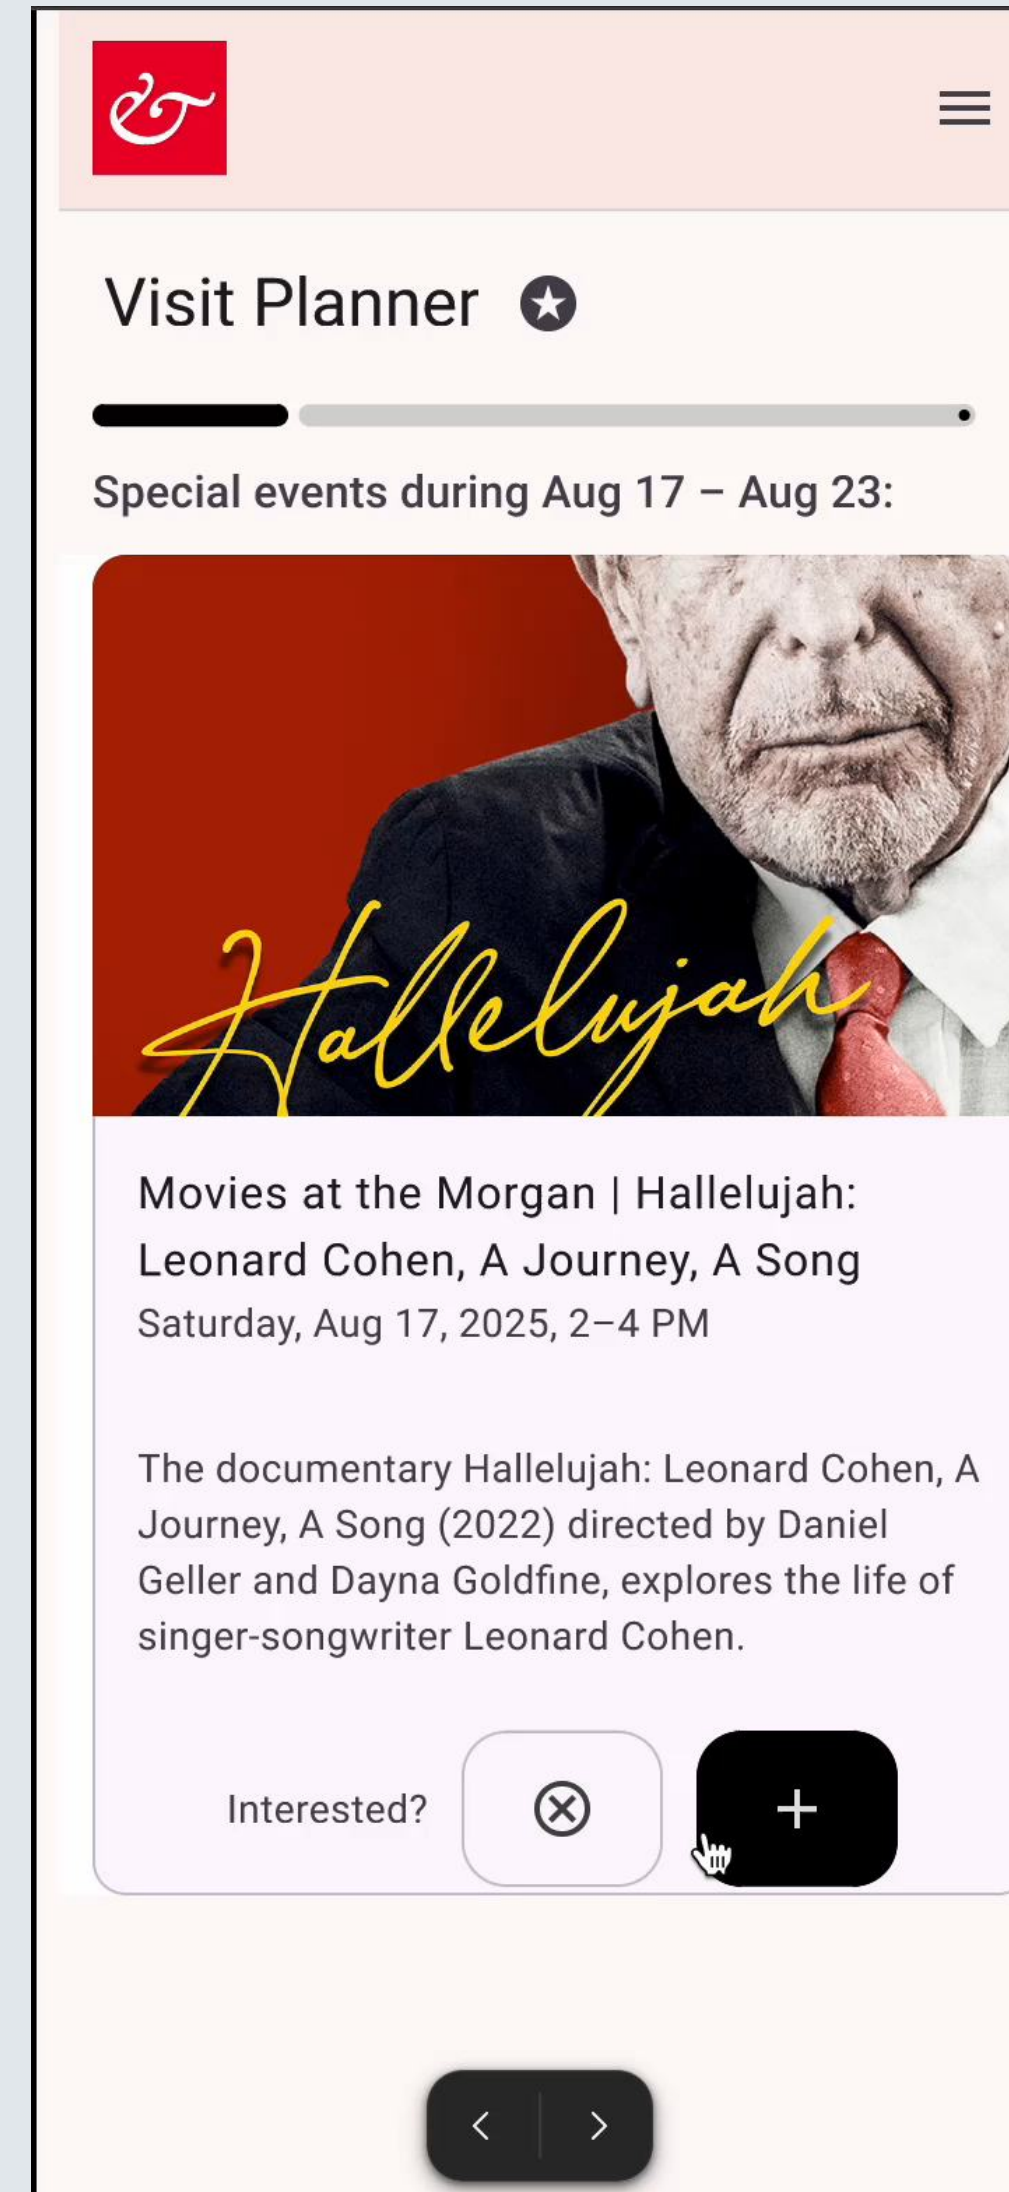 &
Visit Planner
Special events during Aug 17 – Aug 23:
Hallelujah
Movies at the Morgan | Hallelujah:
Leonard Cohen, A Journey, A Song
Saturday, Aug 17, 2025, 2–4 PM
The documentary Hallelujah: Leonard Cohen, A
Journey, A Song (2022) directed by Daniel
Geller and Dayna Goldfine, explores the life of
singer-songwriter Leonard Cohen.
Interested?